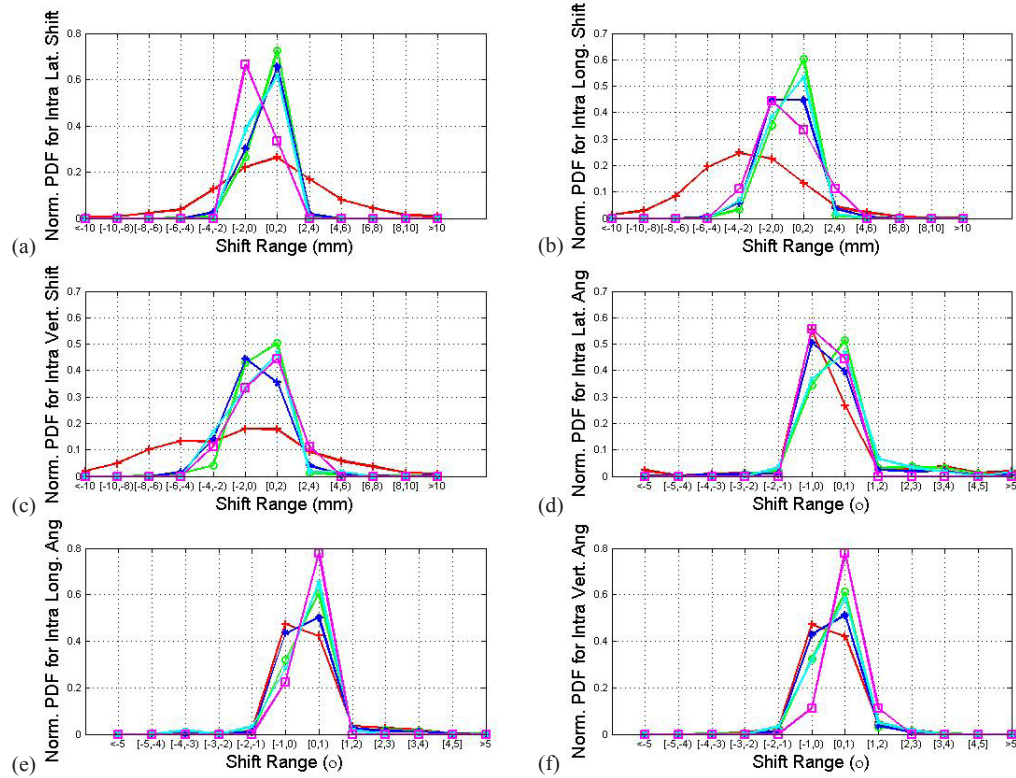 Norm. PDF for Intra Lat. Shift
0.8
0.6
0.4
0.2
0
<-10 [-10,-8) [-8,-6) [-6,-4) [-4,-2) [-2,0) [0,2) [2,4) [4,6) [6,8) [8,10] >10
Shift Range (mm)
(a)
Norm. PDF for Intra Long. Shift
0.8
0.7
0.6
0.5
0.4
0.3
0.2
0.1
0
<-10 [-10,-8) [-8,-6) [-6,-4) [-4,-2) [-2,0) [0,2) [2,4) [4,6) [6,8) [8,10] >10
Shift Range (mm)
(b)
Norm. PDF for Intra Vert. Shift
0.7
0.6
0.5
0.4
0.3
0.2
0.1
0
<-10 [-10,-8) [-8,-6) [-6,-4) [-4,-2) [-2,0) [0,2) [2,4) [4,6) [6,8) [8,10] >10
Shift Range (mm)
(c)
Norm. PDF for Intra Lat. Ang
0.7
0.6
0.5
0.4
0.3
0.2
0.1
0
<-5 [-5,-4) [-4,-3) [-3,-2) [-2,-1) [-1,0) [0,1) [1,2) [2,3) [3,4) [4,5] >5
Shift Range (o)
(d)
Norm. PDF for Intra Long. Ang
0.8
0.6
0.4
0.2
0
<-5 [-5,-4) [-4,-3) [-3,-2) [-2,-1) [-1,0) [0,1) [1,2) [2,3) [3,4) [4,5] >5
Shift Range (o)
(e)
Norm. PDF for Intra Vert. Ang
0.8
0.6
0.4
0.2
0
<-5 [-5,-4) [-4,-3) [-3,-2) [-2,-1) [-1,0) [0,1) [1,2) [2,3) [3,4) [4,5] >5
Shift Range (o)
(f)